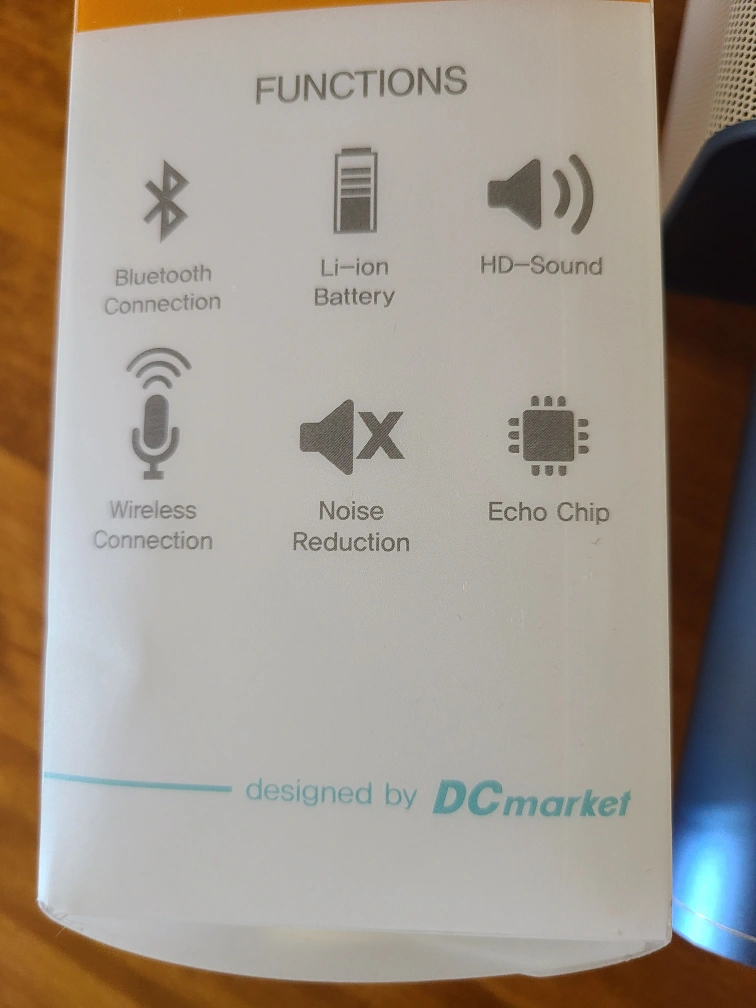 FUNCTIONS
Bluetooth
Connection
Li-ion
Battery
HD-Sound
Wireless
Connection
Noise
Reduction
Echo Chip
designed by DCmarket